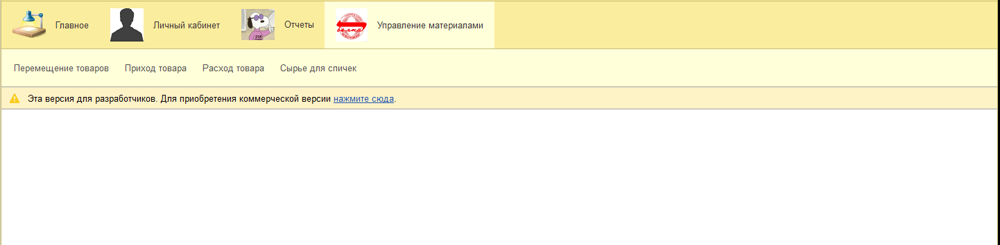 Главное Личный кабинет Отчеты Управление материалами
Перемещение товаров Приход товара Расход товара Сырье для спичек
Эта версия для разработчиков. Для приобретения коммерческой версии нажмите сюда.